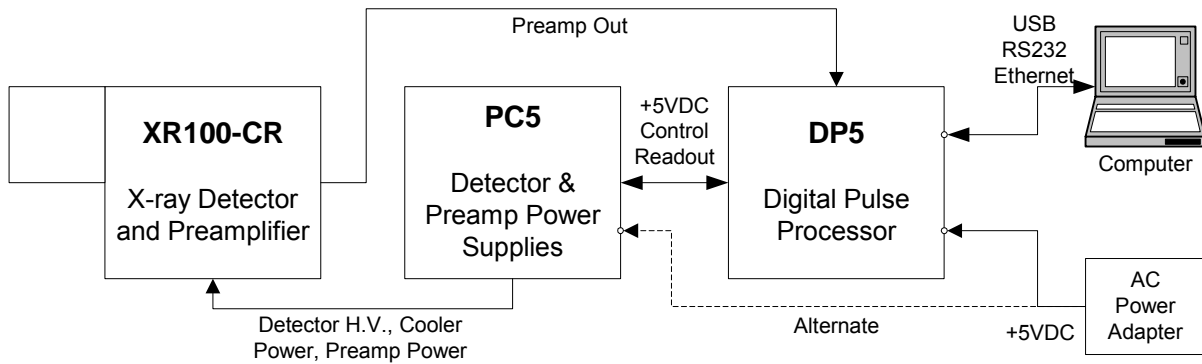 Preamp Out
USB
RS232
Ethernet
Computer
XR100-CR
X-ray Detector
and Preamplifier
PC5
Detector &
Preamp Power
Supplies
+5VDC
Control
Readout
DP5
Digital Pulse
Processor
Detector H.V., Cooler
Power, Preamp Power
Alternate
+5VDC
AC
Power
Adapter